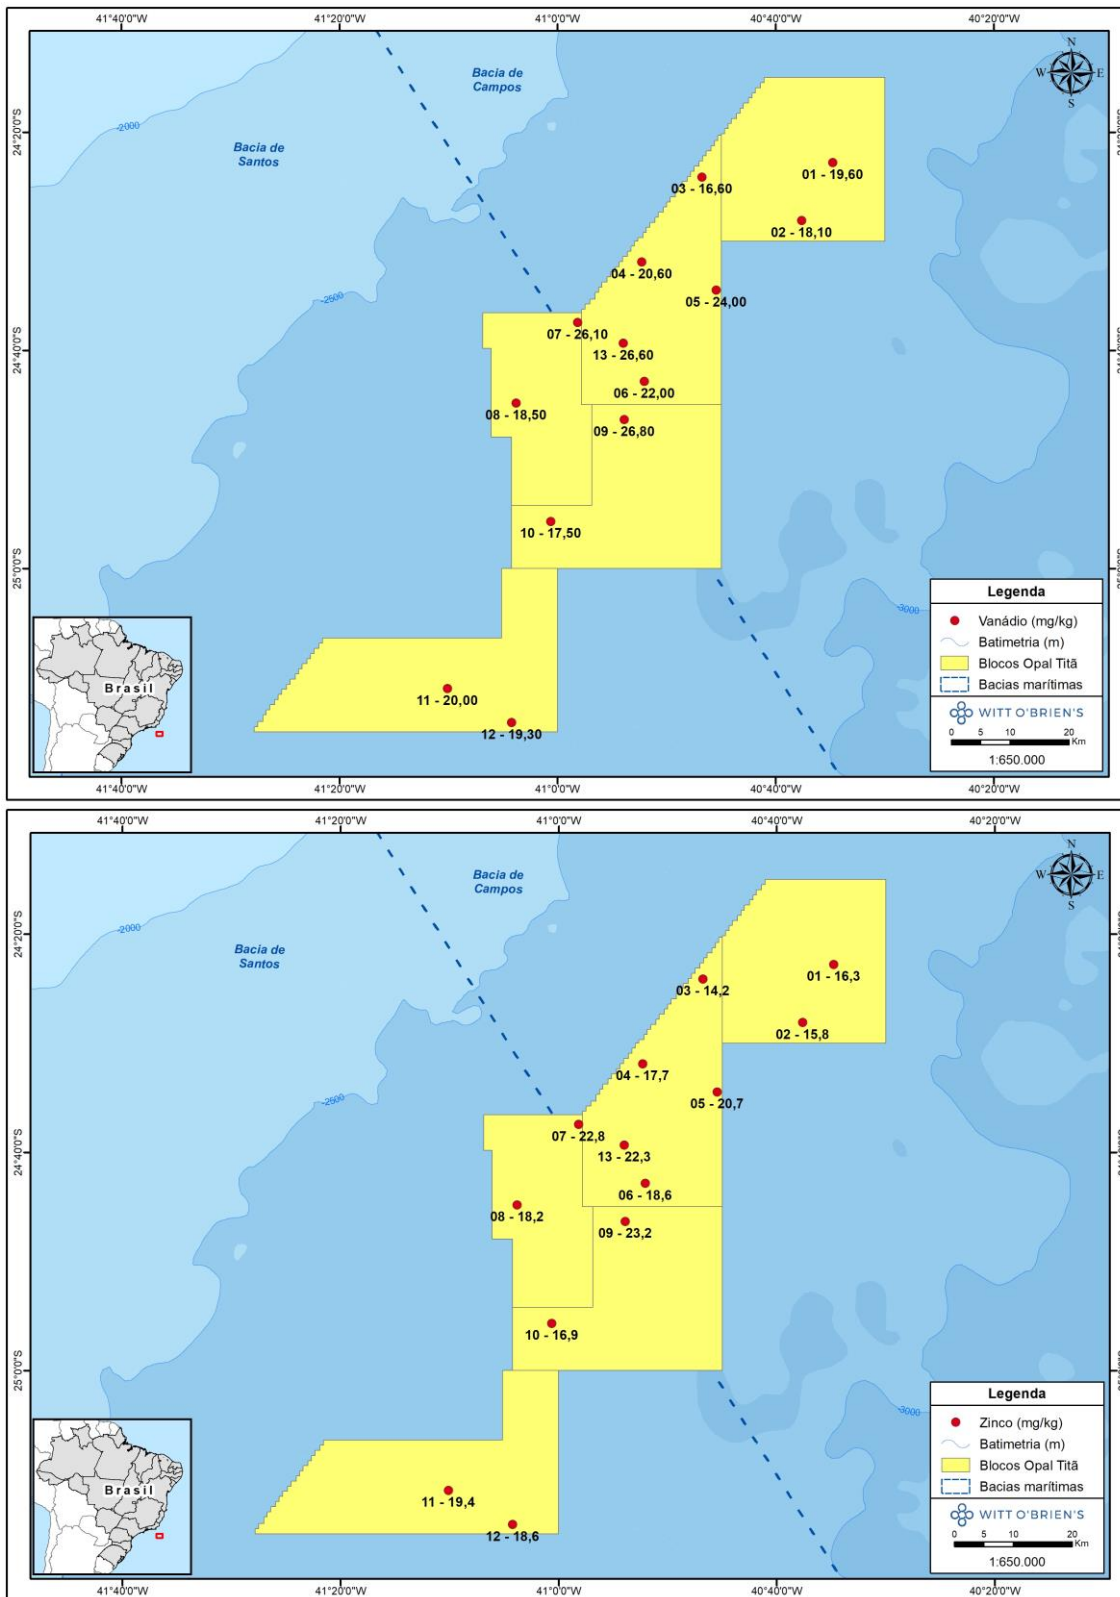 41°40'0"W 41°20'0"W 41°0'0"W 40°40'0"W 40°20'0"W
N
W E
S
Bacia de
Campos
-2000
24°20'0"S
24°20'0"S
Bacia de
Santos
01 - 19,60
03 - 16,60
02 - 18,10
04 - 20,60
-2500
05 - 24,00
07 - 26,10
24°40'0"S
13 - 26,60
06 - 22,00
08 - 18,50
09 - 26,80
10 - 17,50
25°0'0"S
-3000
Legenda
Vanádio (mg/kg)
Batimetria (m)
Blocos Opal Titã
Bacias marítimas
WITT O'BRIEN'S
0 5 10 20
Km
1:650.000
Brasil
11 - 20,00
12 - 19,30
41°40'0"W 41°20'0"W 41°0'0"W 40°40'0"W 40°20'0"W
41°40'0"W 41°20'0"W 41°0'0"W 40°40'0"W 40°20'0"W
N
W E
S
Bacia de
Campos
-2000
24°20'0"S
24°20'0"S
Bacia de
Santos
01 - 16,3
03 - 14,2
02 - 15,8
04 - 17,7
-2500
05 - 20,7
07 - 22,8
24°40'0"S
13 - 22,3
06 - 18,6
08 - 18,2
09 - 23,2
10 - 16,9
25°0'0"S
-3000
Legenda
Zinco (mg/kg)
Batimetria (m)
Blocos Opal Titã
Bacias marítimas
WITT O'BRIEN'S
0 5 10 20
Km
1:650.000
Brasil
11 - 19,4
12 - 18,6
41°40'0"W 41°20'0"W 41°0'0"W 40°40'0"W 40°20'0"W